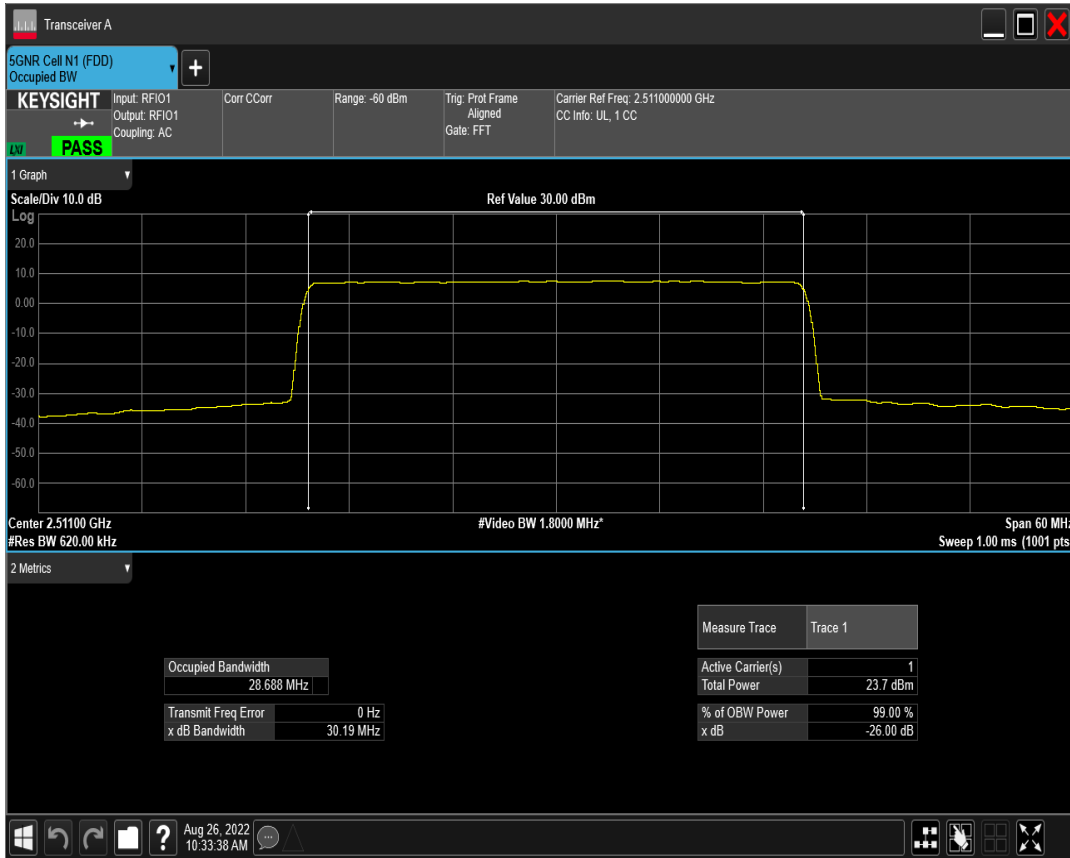 Transceiver A
5GNR Cell N1 (FDD)
Occupied BW
+
KEYSIGHT
LXI
PASS
Input: RFIO1
Output: RFIO1
Coupling: AC
Corr CCorr
Range: -60 dBm
Trig: Prot Frame
Aligned
Gate: FFT
Carrier Ref Freq: 2.511000000 GHz
CC Info: UL, 1 CC
1 Graph
Scale/Div 10.0 dB
Ref Value 30.00 dBm
Log
20.0
10.0
0.00
-10.0
-20.0
-30.0
-40.0
-50.0
-60.0
Center 2.51100 GHz
#Video BW 1.8000 MHz*
Span 60 MHz
#Res BW 620.00 kHz
Sweep 1.00 ms (1001 pts
2 Metrics
Measure Trace Trace 1
Occupied Bandwidth
28.688 MHz
Active Carrier(s) 1
Total Power 23.7 dBm
Transmit Freq Error 0 Hz
x dB Bandwidth 30.19 MHz
% of OBW Power 99.00 %
x dB -26.00 dB
?
Aug 26, 2022
10:33:38 AM